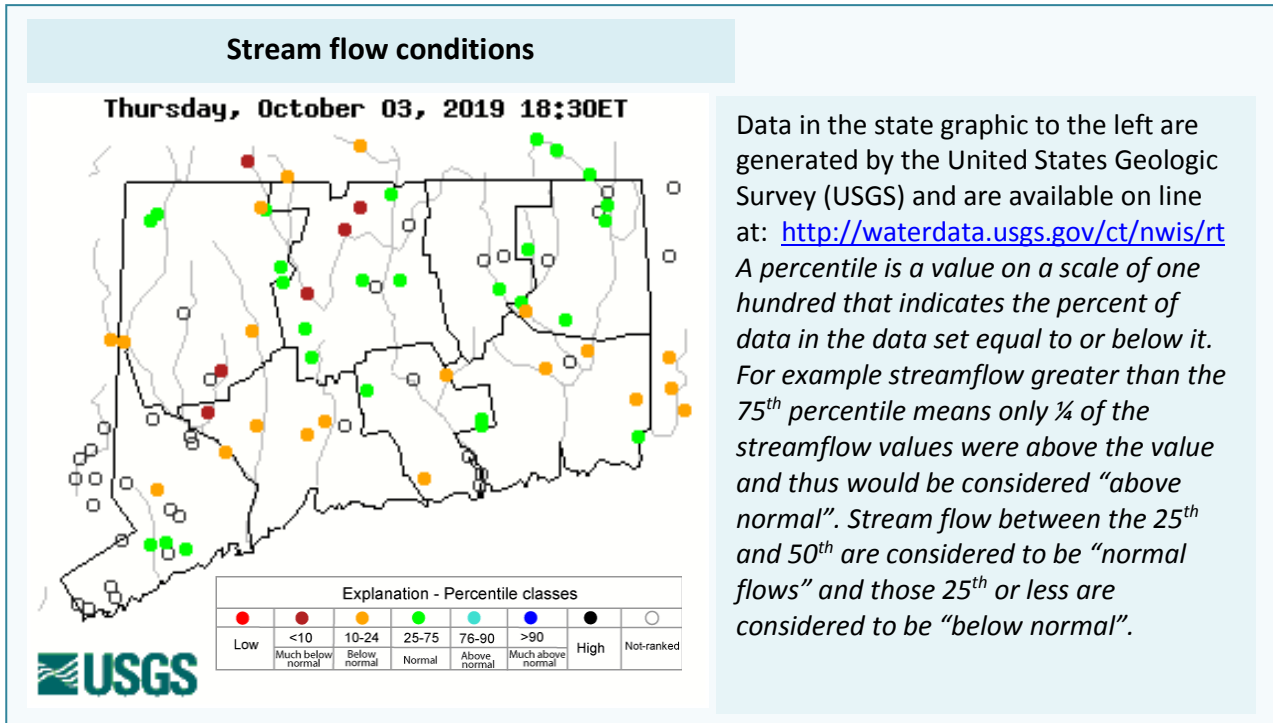 Stream flow conditions
Thursday, October 03, 2019 18:30ET
Explanation - Percentile classes
Low
<10
10-24
25-75
76-90
>90
High
Not-ranked
Much below
normal
Below
normal
Normal
Above
normal
Much above
normal
USGS
Data in the state graphic to the left are
generated by the United States Geologic
Survey (USGS) and are available on line
at: http://waterdata.usgs.gov/ct/nwis/rt
A percentile is a value on a scale of one
hundred that indicates the percent of
data in the data set equal to or below it.
For example streamflow greater than the
75th percentile means only ¼ of the
streamflow values were above the value
and thus would be considered “above
normal”. Stream flow between the 25th
and 50th are considered to be “normal
flows” and those 25th or less are
considered to be “below normal”.